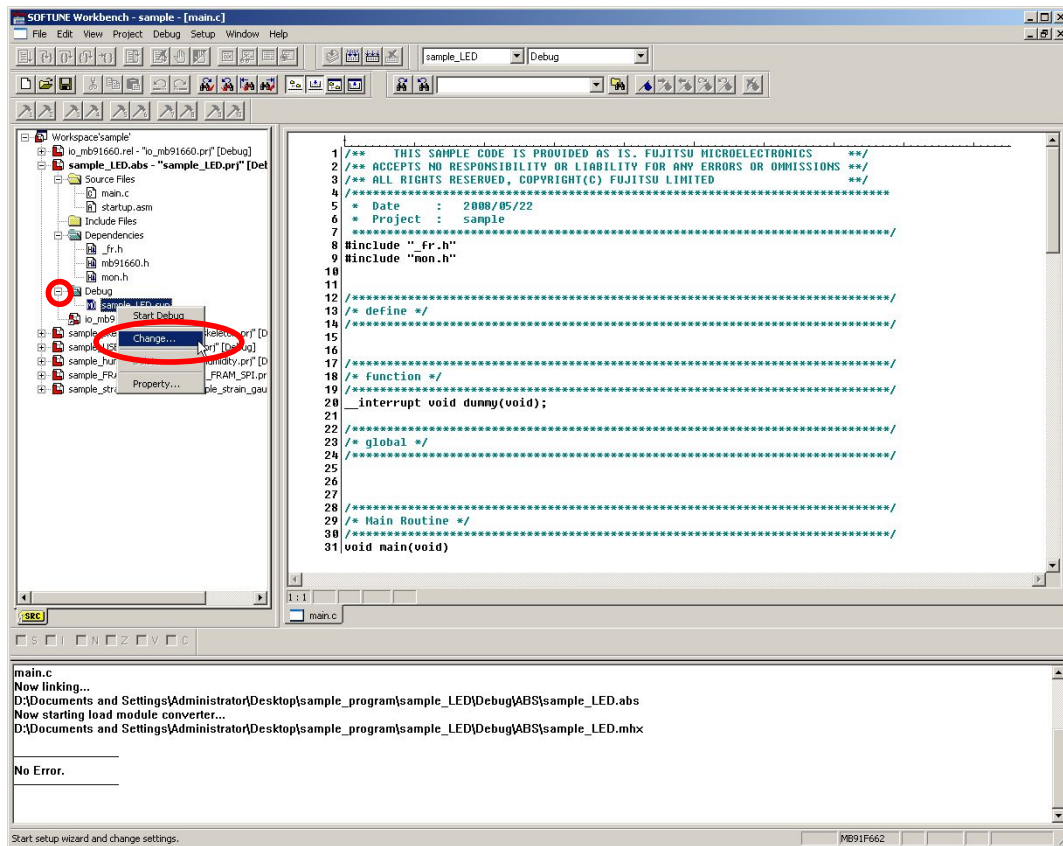 SOFTUNE Workbench - sample - [main.c]
File Edit View Project Debug Setup Window Help
sample_LED Debug
Workspace'sample'
io_mb91660.rel - "io_mb91660.prj" [Debug]
sample_LED.abs - "sample_LED.prj" [Del
Source Files
main.c
startup.asm
Include Files
Dependencies
_fr.h
mb91660.h
mon.h
Debug
sample_LED.sup
Start Debug
io_mb9
Change...
Property...
1 /** THIS SAMPLE CODE IS PROVIDED AS IS. FUJITSU MICROELECTRONICS **/
2 /** ACCEPTS NO RESPONSIBILITY OR LIABILITY FOR ANY ERRORS OR OMMISSIONS **/
3 /** ALL RIGHTS RESERVED, COPYRIGHT(C) FUJITSU LIMITED **/
4 /*****************************************************************************
5 * Date : 2008/05/22
6 * Project : sample
7 *****************************************************************************/
8 #include "_fr.h"
9 #include "mon.h"
10
11
12 /*****************************************************************************/
13 /* define */
14 /*****************************************************************************/
15
16
17 /*****************************************************************************/
18 /* function */
19 /*****************************************************************************/
20 __interrupt void dummy(void);
21
22 /*****************************************************************************/
23 /* global */
24 /*****************************************************************************/
25
26
27
28 /*****************************************************************************/
29 /* Main Routine */
30 /*****************************************************************************/
31 void main(void)
1:1
SRC
main.c
S I N Z V C
main.c
Now linking...
D:\Documents and Settings\Administrator\Desktop\sample_program\sample_LED\Debug\ABS\sample_LED.abs
Now starting load module converter...
D:\Documents and Settings\Administrator\Desktop\sample_program\sample_LED\Debug\ABS\sample_LED.mhx
No Error.
Start setup wizard and change settings.
MB91F662